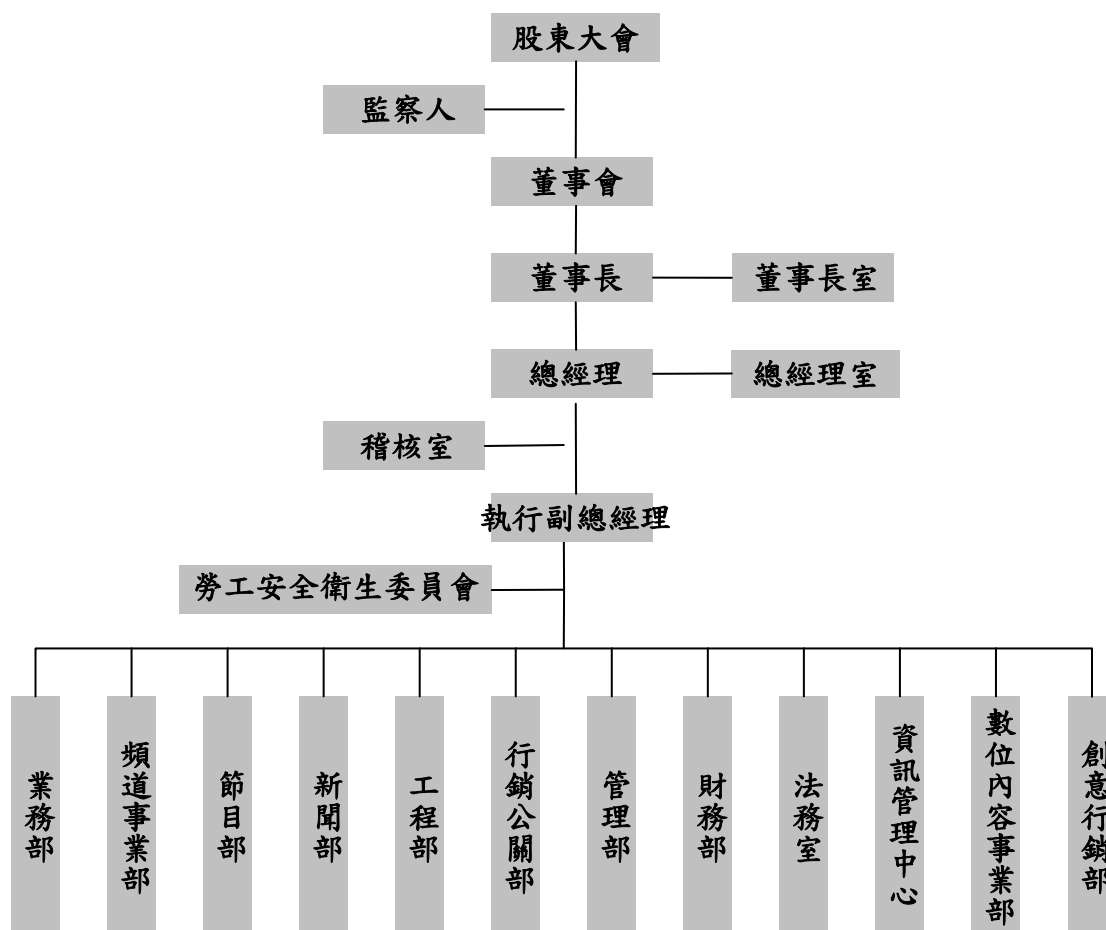 股東大會
監察人
董事會
董事長
董事長室
總經理
總經理室
稽核室
執行副總經理
勞工安全衛生委員會
業務部
頻道事業部
節目部
新聞部
工程部
行銷公關部
管理部
財務部
法務室
資訊管理中心
數位內容事業部
創意行銷部